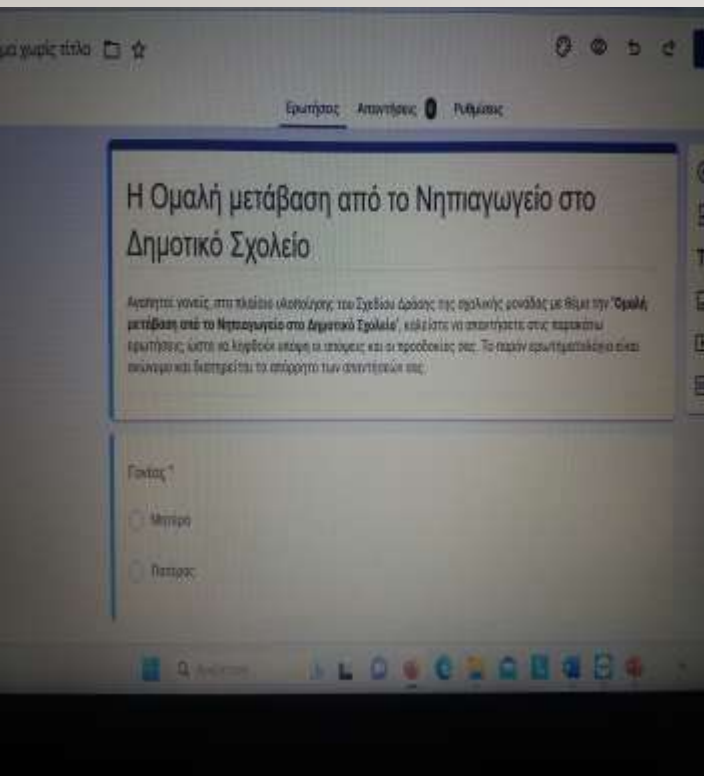 χωρίς τίτλο
Ερωτήσεις Απαντήσεις Ρυθμίσεις
Η Ομαλή μετάβαση από το Νηπιαγωγείο στο
Δημοτικό Σχολείο
Αγαπητοί γονείς, στο πλαίσιο υλοποίησης του Σχεδίου Δράσης της σχολικής μονάδας με θέμα την "Ομαλή
μετάβαση από το Νηπιαγωγείο στο Δημοτικό Σχολείο", καλείστε να απαντήσετε στις παρακάτω
ερωτήσεις, ώστε να ληφθούν υπόψη οι απόψεις και οι προσδοκίες σας. Το παρόν ερωτηματολόγιο είναι
ανώνυμο και διατηρείται το απόρρητο των απαντήσεών σας.
Γονέας *
Μητέρα
Πατέρας